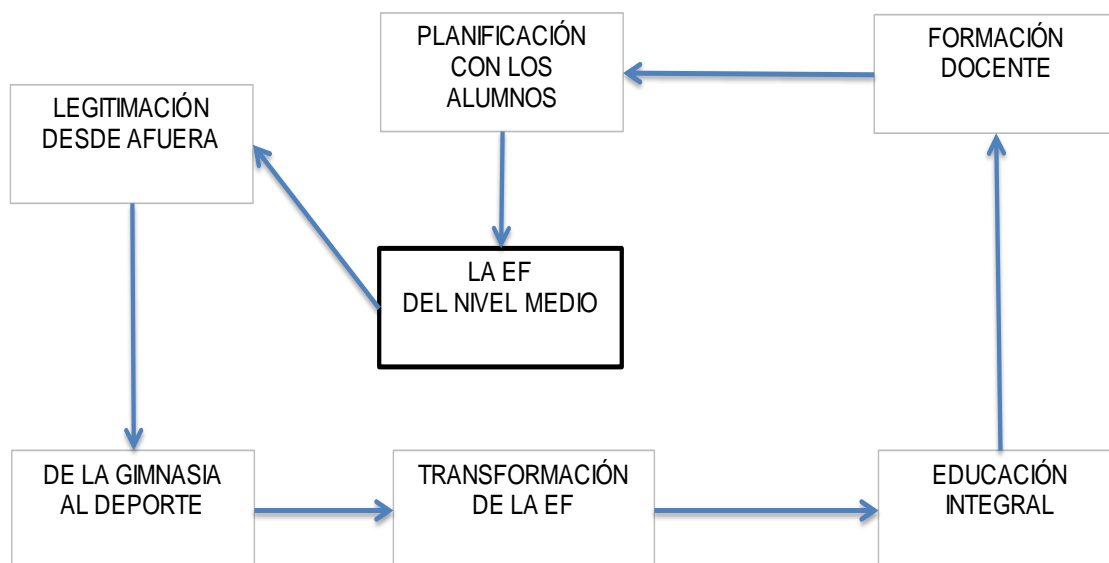 PLANIFICACIÓN
CON LOS
ALUMNOS
FORMACIÓN
DOCENTE
LEGITIMACIÓN
DESDE AFUERA
LA EF
DEL NIVEL MEDIO
DE LA GIMNASIA
AL DEPORTE
TRANSFORMACIÓN
DE LA EF
EDUCACIÓN
INTEGRAL